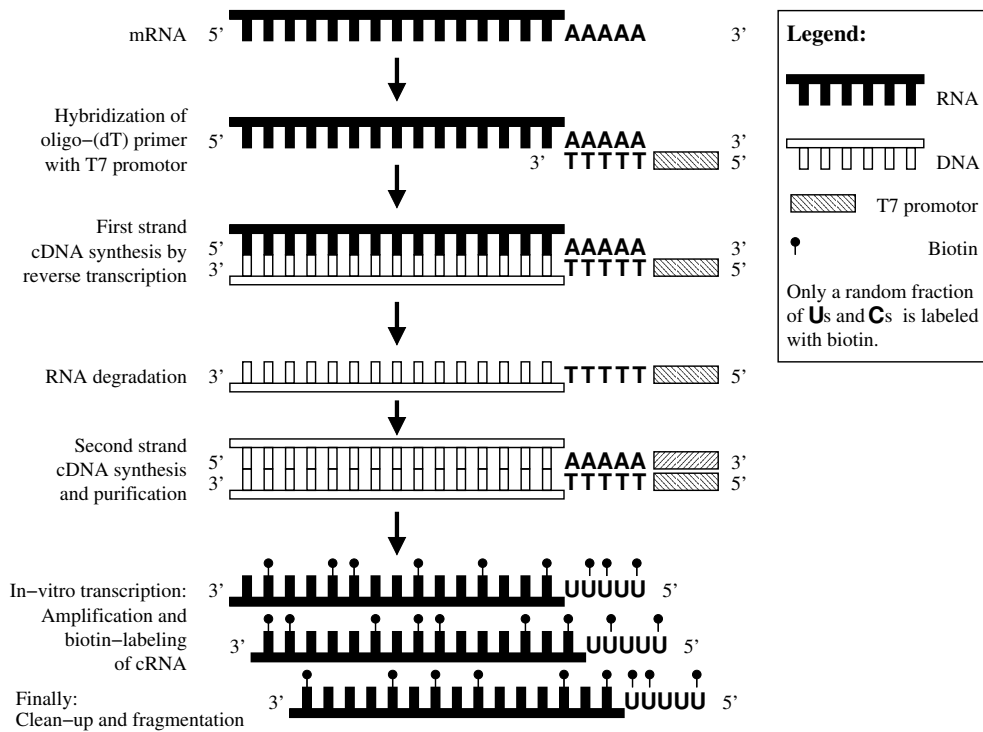 mRNA 5’ AAAAA 3’
Hybridization of
oligo−(dT) primer
with T7 promotor
5’ AAAAA 3’
3’ TTTTT 5’
First strand
cDNA synthesis by
reverse transcription
5’ AAAAA 3’
3’ TTTTT 5’
RNA degradation 3’ TTTTT 5’
Second strand
cDNA synthesis
and purification
5’ AAAAA 3’
3’ TTTTT 5’
In−vitro transcription:
Amplification and
biotin−labeling
of cRNA
3’ UUUUU 5’
3’ UUUUU 5’
3’ UUUUU 5’
Finally:
Clean−up and fragmentation
Legend:
RNA
DNA
T7 promotor
Biotin
Only a random fraction
of Us and Cs is labeled
with biotin.